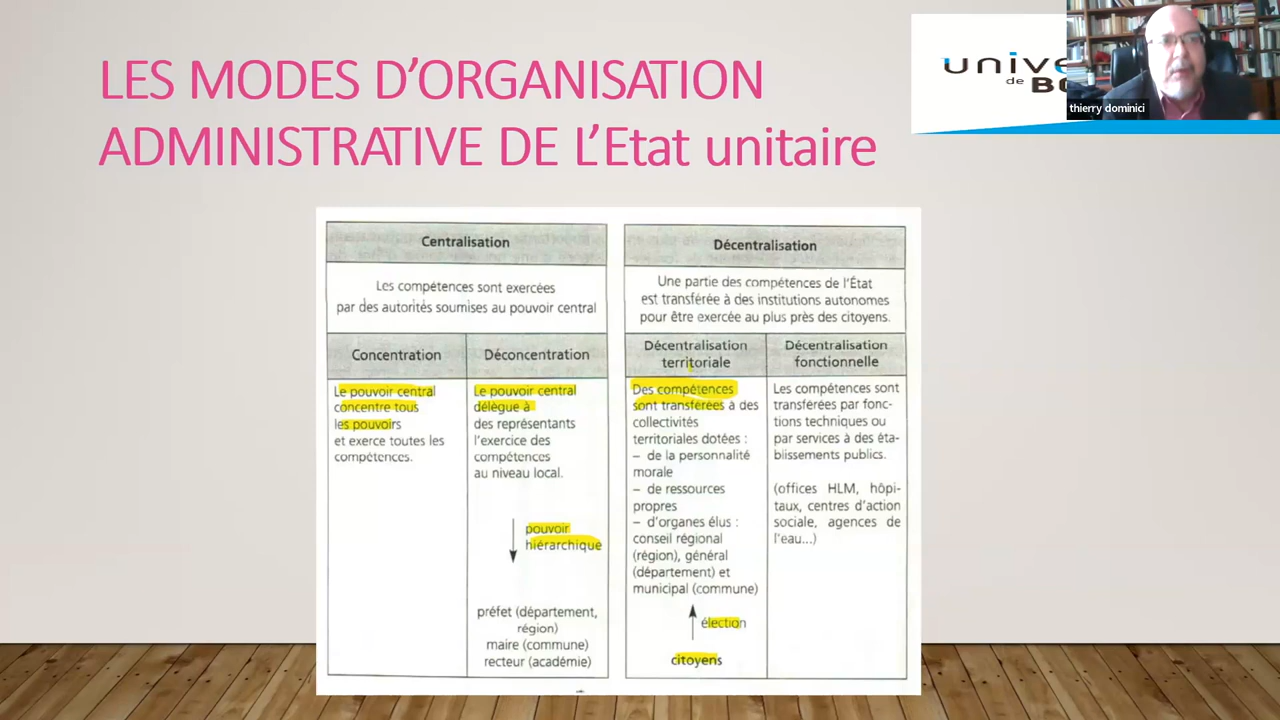 LES MODES D'ORGANISATION
ADMINISTRATIVE DE L'Etat unitaire
unive
de BO
thierry dominici
Centralisation
Les compétences sont exercées
par des autorités soumises au pouvoir central
Concentration
Le pouvoir central
concentre tous
les pouvoirs
et exerce toutes les
compétences.
Déconcentration
Le pouvoir central
délègue à
des représentants
l'exercice des
compétences
au niveau local.
pouvoir
hiérarchique
préfet (département,
région)
maire (commune)
recteur (académie)
Décentralisation
Une partie des compétences de l'État
est transférée à des institutions autonomes
pour être exercée au plus près des citoyens.
Décentralisation
territoriale
Des compétences
sont transférées à des
collectivités
territoriales dotées :
– de la personnalité
morale
– de ressources
propres
– d'organes élus :
conseil régional
(région), général
(département) et
municipal (commune)
élection
citoyens
Décentralisation
fonctionnelle
Les compétences sont
transférées par fonc-
tions techniques ou
par services à des éta-
blissements publics.
(offices HLM, hôpi-
taux, centres d'action
sociale, agences de
l'eau...)